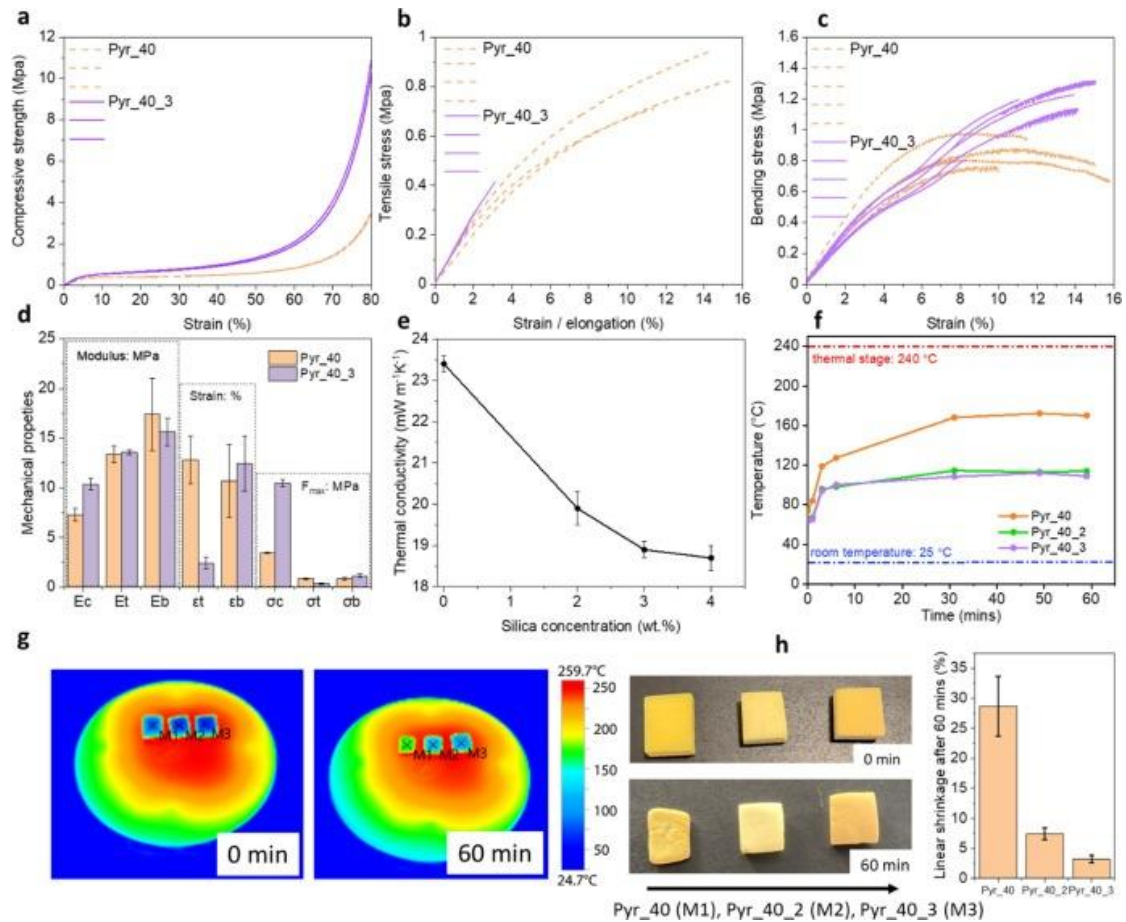 a
12
10
8
6
4
2
0
Compressive strength (Mpa)
Pyr_40
Pyr_40_3
0 10 20 30 40 50 60 70 80
Strain (%)
b
1
0.8
0.6
0.4
0.2
0
Tensile stress (Mpa)
Pyr_40
Pyr_40_3
0 2 4 6 8 10 12 14 16
Strain / elongation (%)
c
1.6
1.4
1.2
1
0.8
0.6
0.4
0.2
0
Bending stress (Mpa)
Pyr_40
Pyr_40_3
0 2 4 6 8 10 12 14 16
Strain (%)
d
25
20
15
10
5
0
Mechanical propeties
Modulus: MPa
Pyr_40
Pyr_40_3
Strain: %
Fmax: MPa
Ec Et Eb εt εb σc σt σb
e
24
23
22
21
20
19
18
Thermal conductivity (mW m⁻¹K⁻¹)
0 1 2 3 4
Silica concentration (wt.%)
f
240
200
160
120
80
40
0
Temperature (°C)
thermal stage: 240 °C
Pyr_40
Pyr_40_2
Pyr_40_3
room temperature: 25 °C
0 10 20 30 40 50 60
Time (mins)
g
M1 M2 M3
0 min
M1 M2 M3
60 min
259.7°C
250
200
150
100
50
24.7°C
0 min
60 min
Pyr_40 (M1), Pyr_40_2 (M2), Pyr_40_3 (M3)
h
35
30
25
20
15
10
5
0
Linear shrinkage after 60 mins (%)
Pyr_40 Pyr_40_2 Pyr_40_3